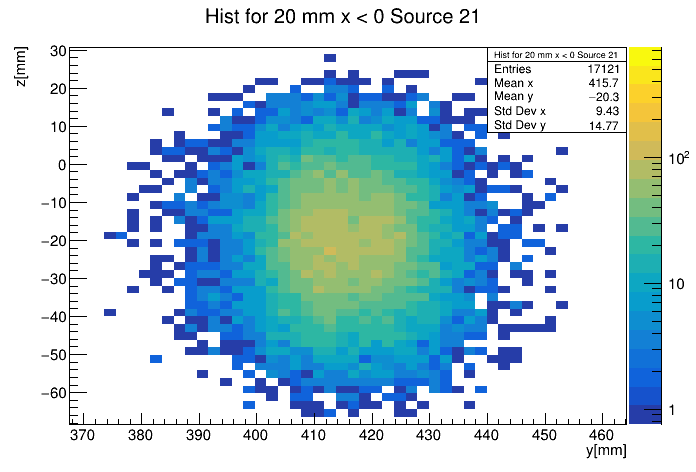 Hist for 20 mm x < 0 Source 21
z[mm]
Hist for 20 mm x < 0 Source 21
Entries 17121
Mean x 415.7
Mean y −20.3
Std Dev x 9.43
Std Dev y 14.77
30
20
10
0
−10
−20
−30
−40
−50
−60
370 380 390 400 410 420 430 440 450 460
y[mm]
10²
10
1